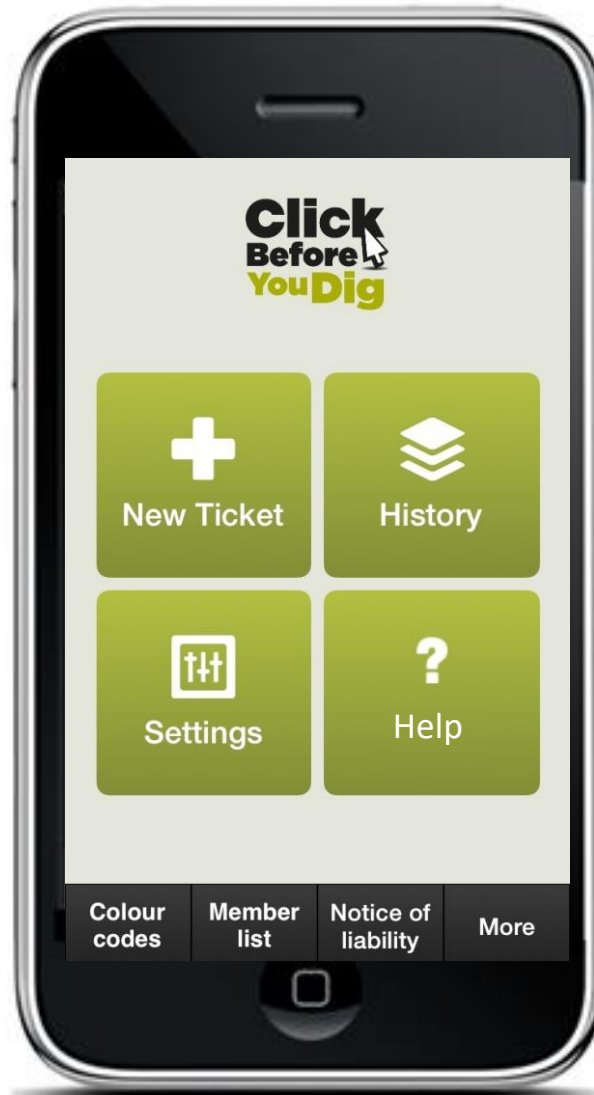 Click
Before
You Dig
New Ticket
History
Settings
?
Help
Colour
codes
Member
list
Notice of
liability
More